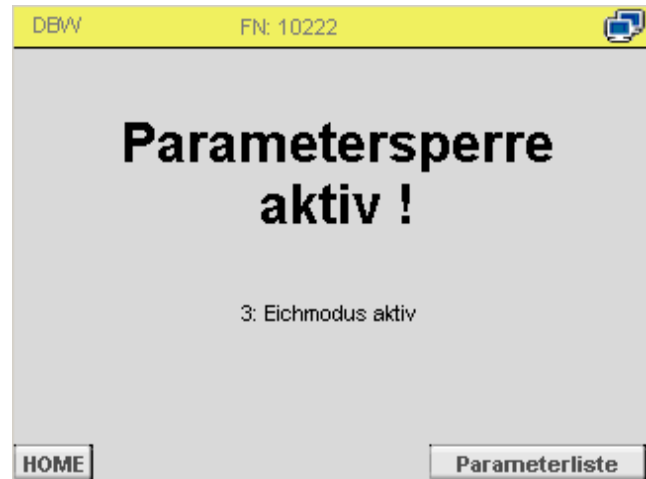 DBW FN: 10222
Parametersperre
aktiv !
3: Eichmodus aktiv
HOME Parameterliste